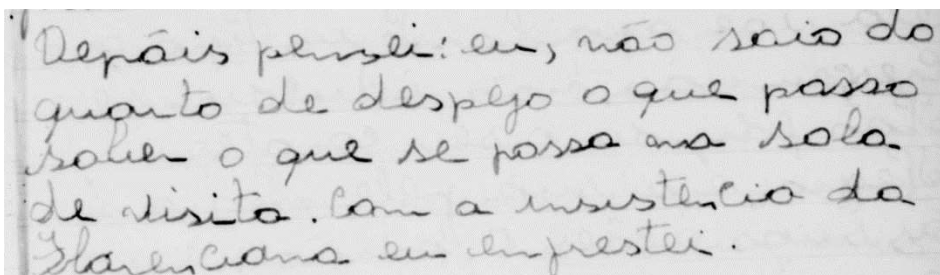 Depóis pensei: eu, não saio do
quarto de despejo o que posso
saber o que se passa na sala
de visita. Com a insistencia da
Florenciana eu emprestei.